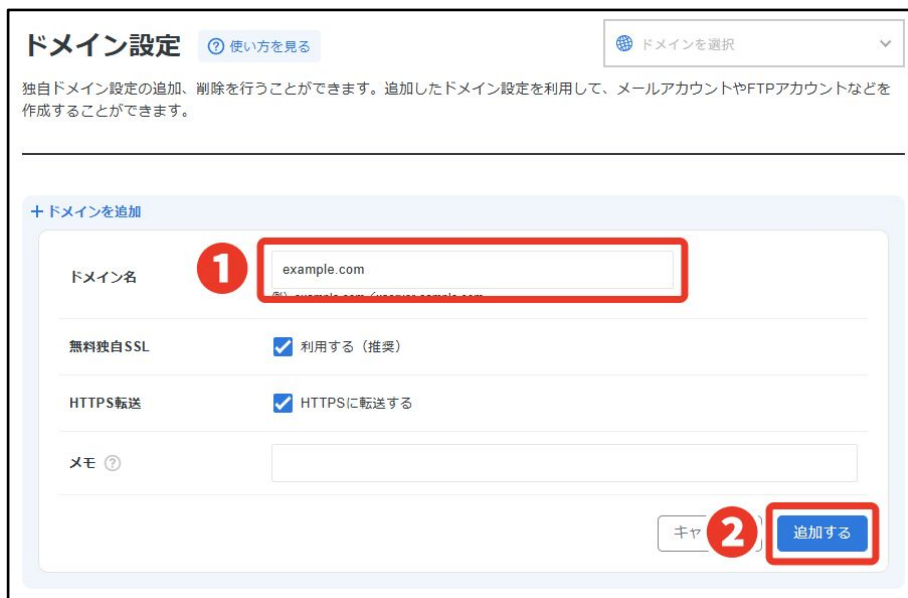 ドメイン設定
使い方を見る
ドメインを選択
独自ドメイン設定の追加、削除を行うことができます。追加したドメイン設定を利用して、メールアカウントやFTPアカウントなどを
作成することができます。
+ドメインを追加
1
ドメイン名
example.com
無料独自SSL
利用する（推奨）
HTTPS転送
HTTPSに転送する
メモ
キャ
2
追加する